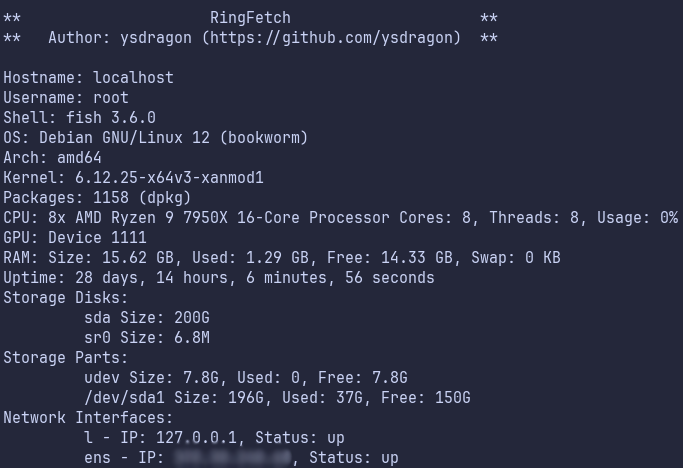 ** RingFetch **
** Author: ysdragon (https://github.com/ysdragon) **
Hostname: localhost
Username: root
Shell: fish 3.6.0
OS: Debian GNU/Linux 12 (bookworm)
Arch: amd64
Kernel: 6.12.25-x64v3-xanmod1
Packages: 1158 (dpkg)
CPU: 8x AMD Ryzen 9 7950X 16-Core Processor Cores: 8, Threads: 8, Usage: 0%
GPU: Device 1111
RAM: Size: 15.62 GB, Used: 1.29 GB, Free: 14.33 GB, Swap: 0 KB
Uptime: 28 days, 14 hours, 6 minutes, 56 seconds
Storage Disks:
sda Size: 200G
sr0 Size: 6.8M
Storage Parts:
udev Size: 7.8G, Used: 0, Free: 7.8G
/dev/sda1 Size: 196G, Used: 37G, Free: 150G
Network Interfaces:
l - IP: 127.0.0.1, Status: up
ens - IP: , Status: up